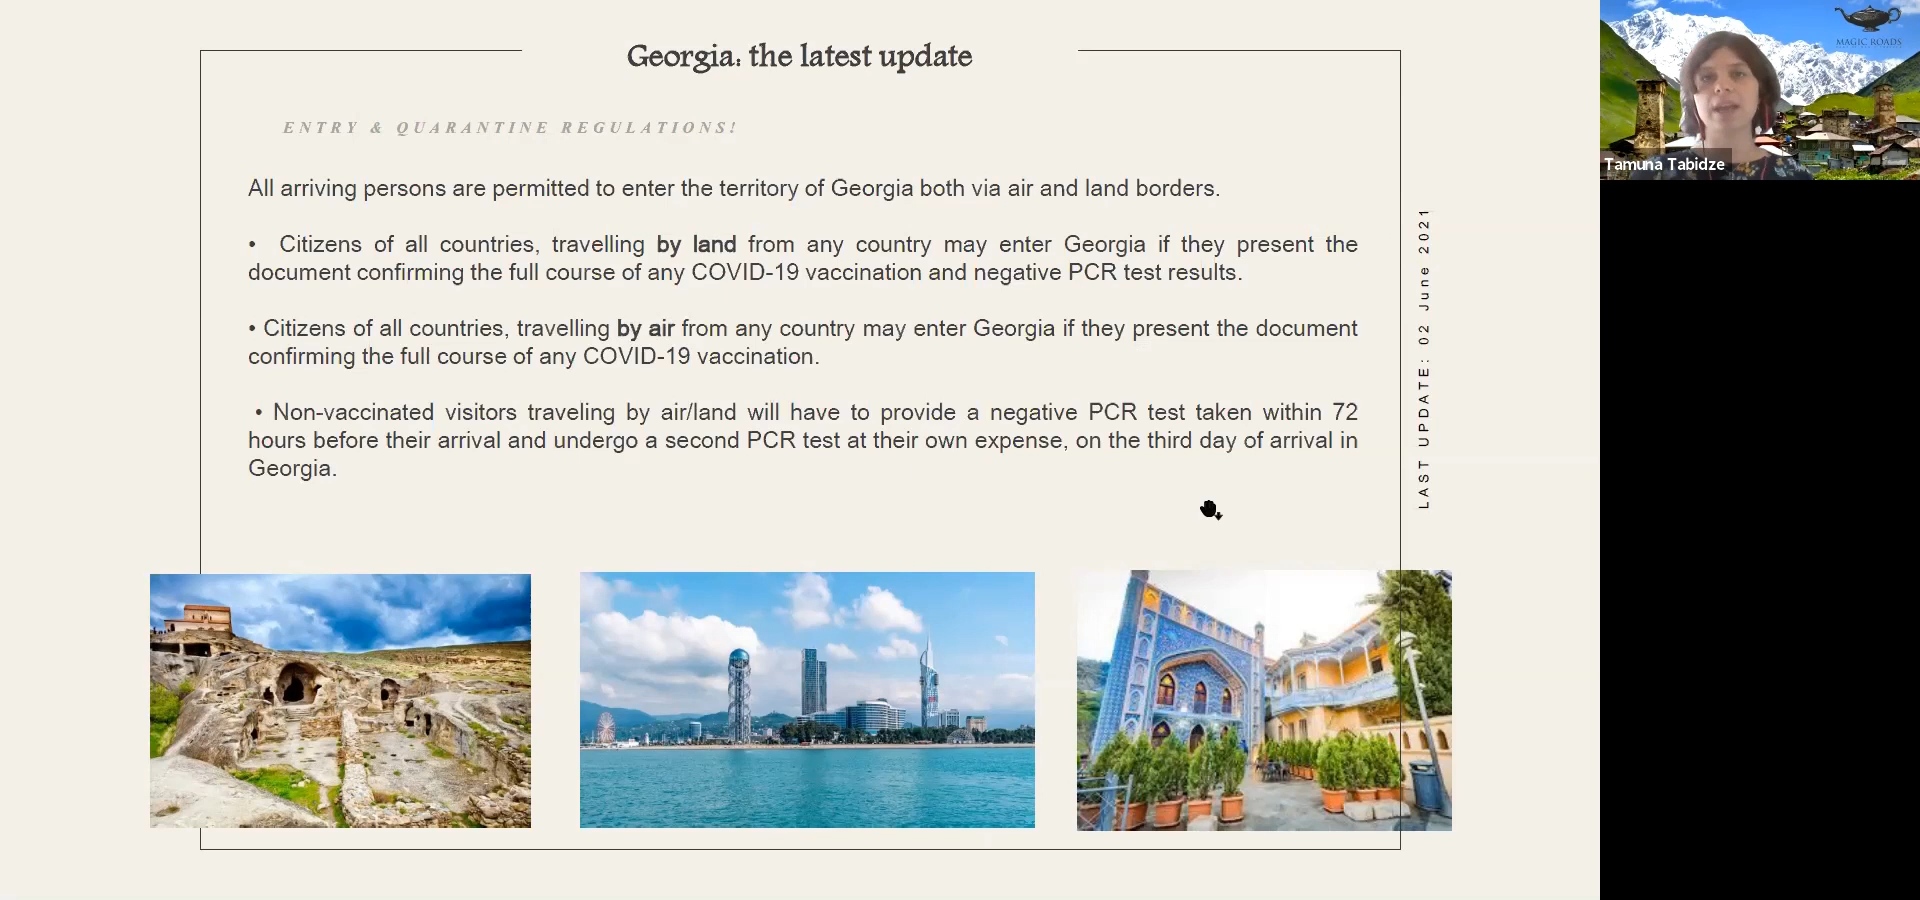 Georgia: the latest update
ENTRY & QUARANTINE REGULATIONS!
All arriving persons are permitted to enter the territory of Georgia both via air and land borders.
• Citizens of all countries, travelling by land from any country may enter Georgia if they present the
document confirming the full course of any COVID-19 vaccination and negative PCR test results.
• Citizens of all countries, travelling by air from any country may enter Georgia if they present the document
confirming the full course of any COVID-19 vaccination.
• Non-vaccinated visitors traveling by air/land will have to provide a negative PCR test taken within 72
hours before their arrival and undergo a second PCR test at their own expense, on the third day of arrival in
Georgia.
LAST UPDATE: 02 June 2021
MAGIC ROADS
Tamuna Tabidze